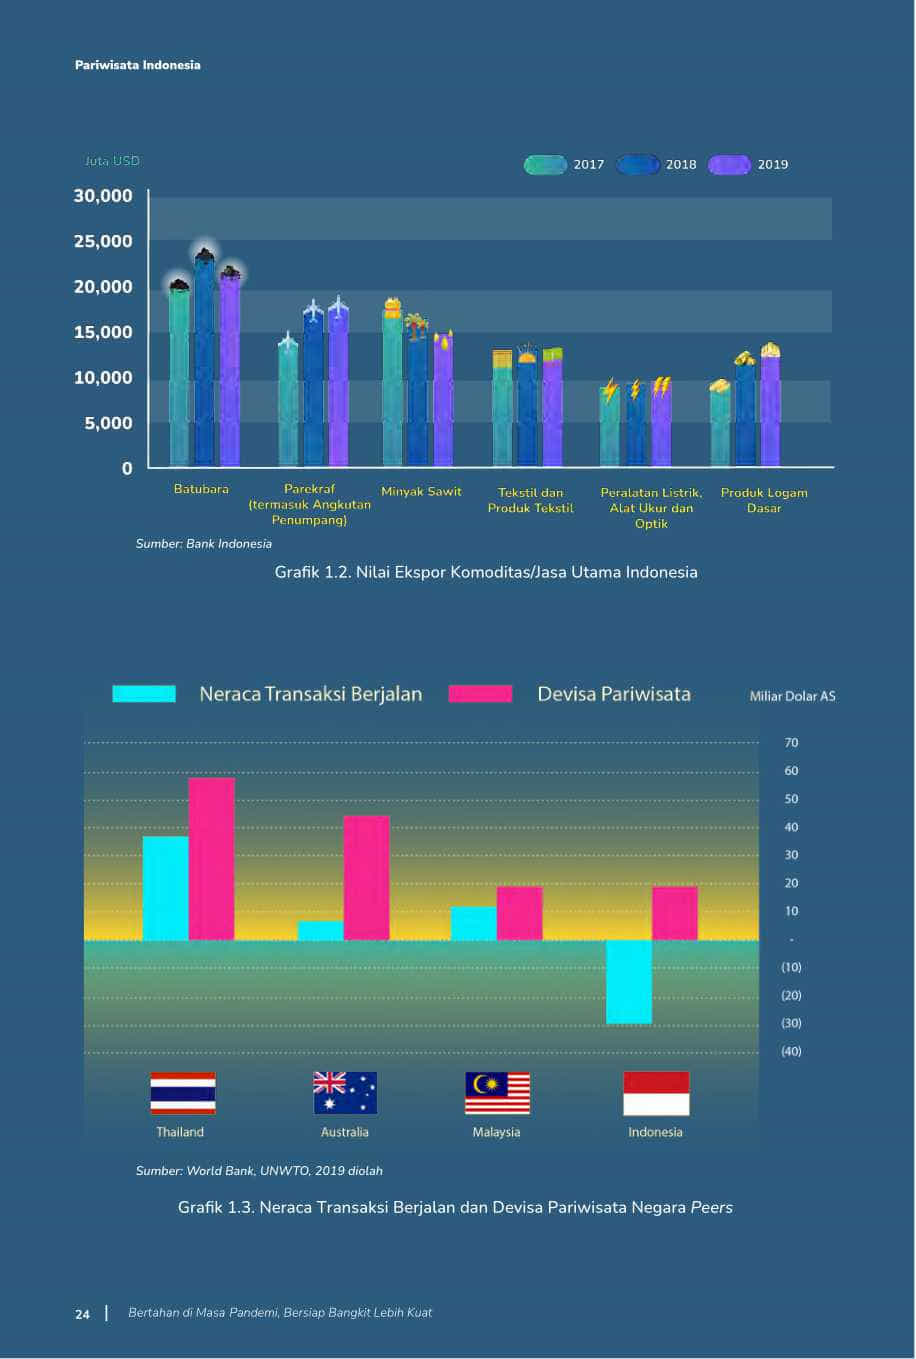 Pariwisata Indonesia
Juta USD
2017 2018 2019
30,000
25,000
20,000
15,000
10,000
5,000
0
Batubara
Parekraf
(termasuk Angkutan
Penumpang)
Minyak Sawit
Tekstil dan
Produk Tekstil
Peralatan Listrik,
Alat Ukur dan
Optik
Produk Logam
Dasar
Sumber: Bank Indonesia
Grafik 1.2. Nilai Ekspor Komoditas/Jasa Utama Indonesia
Neraca Transaksi Berjalan Devisa Pariwisata Miliar Dolar AS
70
60
50
40
30
20
10
-
(10)
(20)
(30)
(40)
Thailand Australia Malaysia Indonesia
Sumber: World Bank, UNWTO, 2019 diolah
Grafik 1.3. Neraca Transaksi Berjalan dan Devisa Pariwisata Negara Peers
24 | Bertahan di Masa Pandemi, Bersiap Bangkit Lebih Kuat